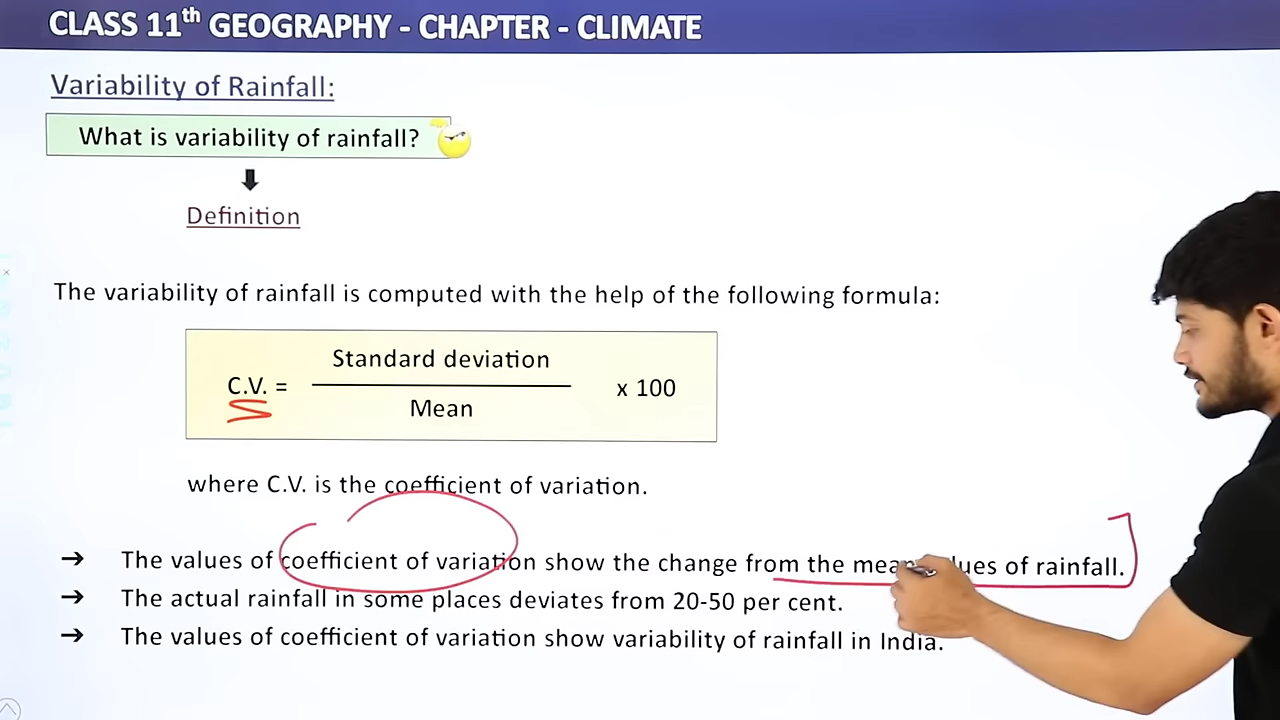 CLASS 11th GEOGRAPHY - CHAPTER - CLIMATE
Variability of Rainfall:
What is variability of rainfall?
Definition
The variability of rainfall is computed with the help of the following formula:
Standard deviation
C.V. = x 100
Mean
where C.V. is the coefficient of variation.
→ The values of coefficient of variation show the change from the mean values of rainfall.
→ The actual rainfall in some places deviates from 20-50 per cent.
→ The values of coefficient of variation show variability of rainfall in India.